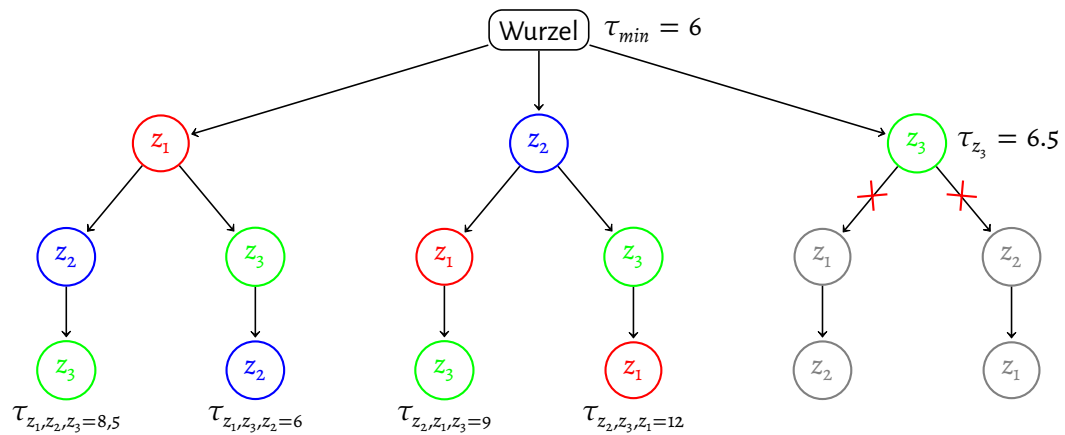 Wurzel τ_min = 6
z₁ z₂ z₃ τ_z₃ = 6.5
z₂ z₃ z₁ z₃ z₁ z₂
z₃ z₂ z₃ z₁ z₂ z₁
τ_z₁,z₂,z₃=8,5 τ_z₁,z₃,z₂=6 τ_z₂,z₁,z₃=9 τ_z₂,z₃,z₁=12